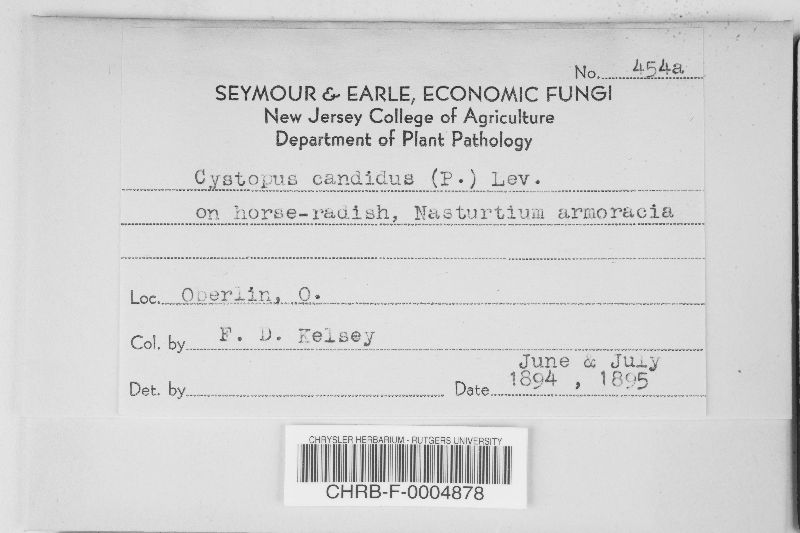 No. 454a
SEYMOUR & EARLE, ECONOMIC FUNGI
New Jersey College of Agriculture
Department of Plant Pathology
Cystopus candidus (P.) Lev.
on horse-radish, Nasturtium armoracia
Loc. Oberlin, O.
Col. by F. D. Kelsey
June & July
Det. by Date 1894 , 1895
CHRYSLER HERBARIUM - RUTGERS UNIVERSITY
CHRB-F-0004878